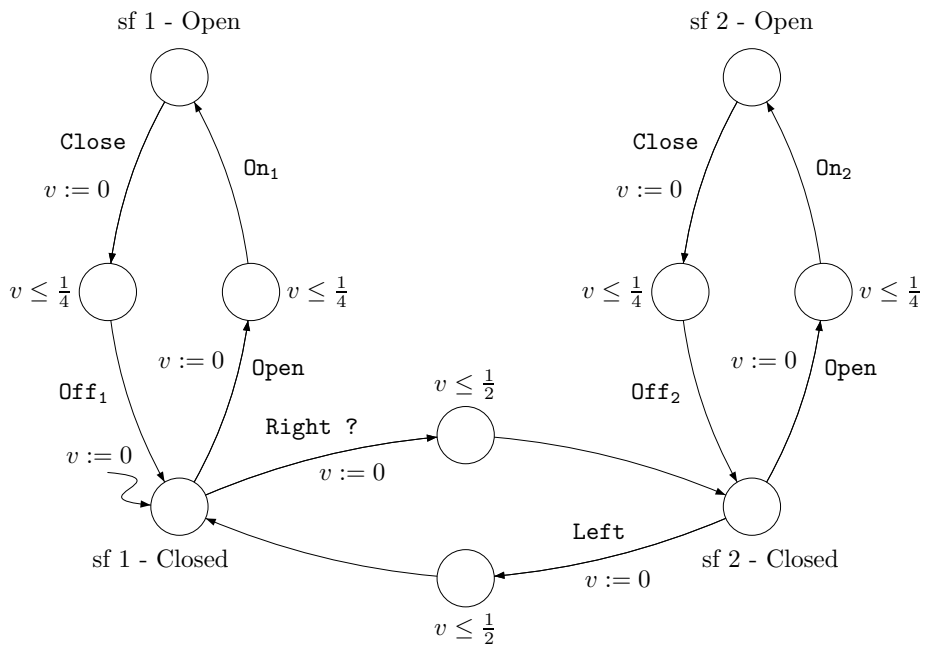 sf 1 - Open
sf 2 - Open
Close
v := 0
On₁
Close
v := 0
On₂
v ≤ 1/4
v ≤ 1/4
v ≤ 1/4
v ≤ 1/4
v := 0
Open
Off₁
v := 0
Open
Off₂
v ≤ 1/2
Right ?
v := 0
v := 0
sf 1 - Closed
Left
v := 0
sf 2 - Closed
v ≤ 1/2